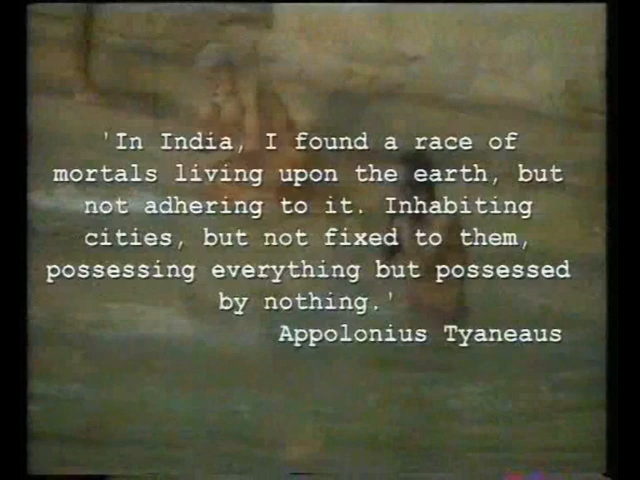 'In India, I found a race of
mortals living upon the earth, but
not adhering to it. Inhabiting
cities, but not fixed to them,
possessing everything but possessed
by nothing.'
Appolonius Tyaneaus